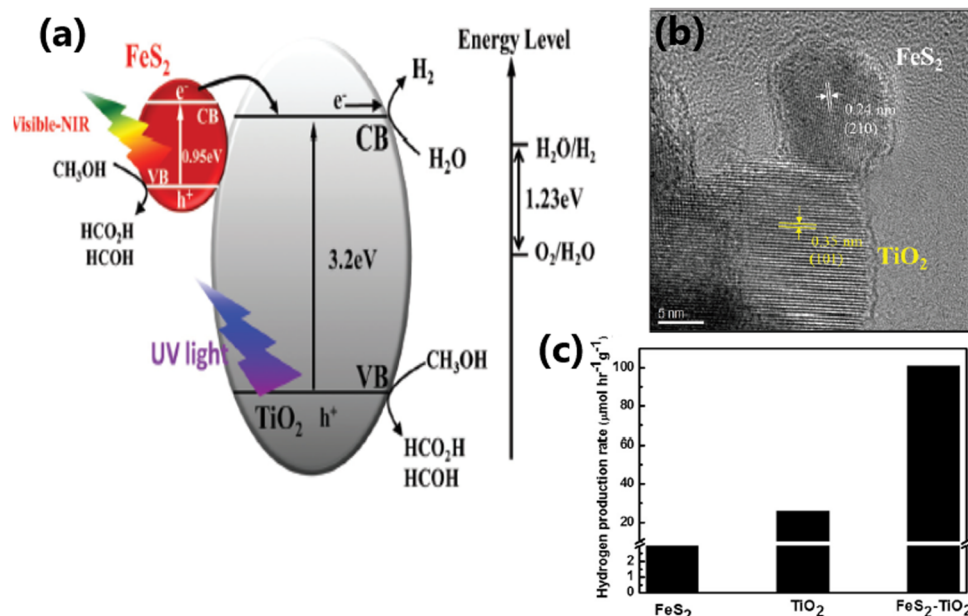 (a)
FeS₂
e⁻
CB
Visible-NIR
0.95eV
CH₃OH
VB
h⁺
HCO₂H
HCOH
e⁻
H₂
CB
H₂O
3.2eV
UV light
VB
CH₃OH
TiO₂ h⁺
HCO₂H
HCOH
Energy Level
H₂O/H₂
1.23eV
O₂/H₂O
(b)
FeS₂
0.24 nm
(210)
0.35 nm
(101)
TiO₂
5 nm
(c)
Hydrogen production rate (μmol hr⁻¹g⁻¹)
100
80
60
40
20
2
1
0
FeS₂
TiO₂
FeS₂-TiO₂